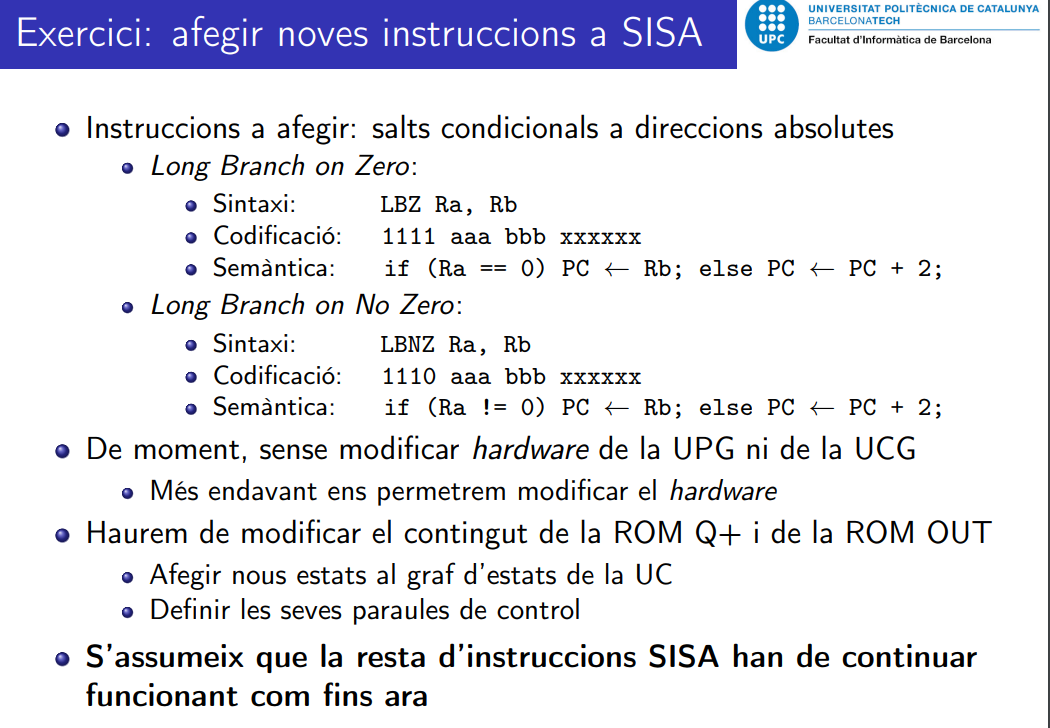 Exercici: afegir noves instruccions a SISA
UNIVERSITAT POLITÈCNICA DE CATALUNYA
BARCELONATECH
Facultat d'Informàtica de Barcelona
UPC
Instruccions a afegir: salts condicionals a direccions absolutes
Long Branch on Zero:
Sintaxi: LBZ Ra, Rb
Codificació: 1111 aaa bbb xxxxxx
Semàntica: if (Ra == 0) PC ← Rb; else PC ← PC + 2;
Long Branch on No Zero:
Sintaxi: LBNZ Ra, Rb
Codificació: 1110 aaa bbb xxxxxx
Semàntica: if (Ra != 0) PC ← Rb; else PC ← PC + 2;
De moment, sense modificar hardware de la UPG ni de la UCG
Més endavant ens permetrem modificar el hardware
Haurem de modificar el contingut de la ROM Q+ i de la ROM OUT
Afegir nous estats al graf d'estats de la UC
Definir les seves paraules de control
S'assumeix que la resta d'instruccions SISA han de continuar
funcionant com fins ara